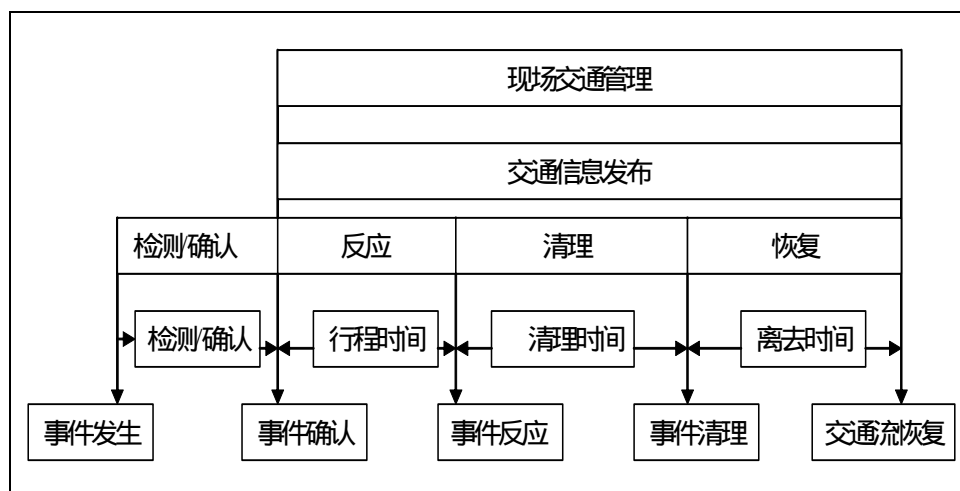 现场交通管理
交通信息发布
检测/确认 反应 清理 恢复
检测/确认 行程时间 清理时间 离去时间
事件发生 事件确认 事件反应 事件清理 交通流恢复